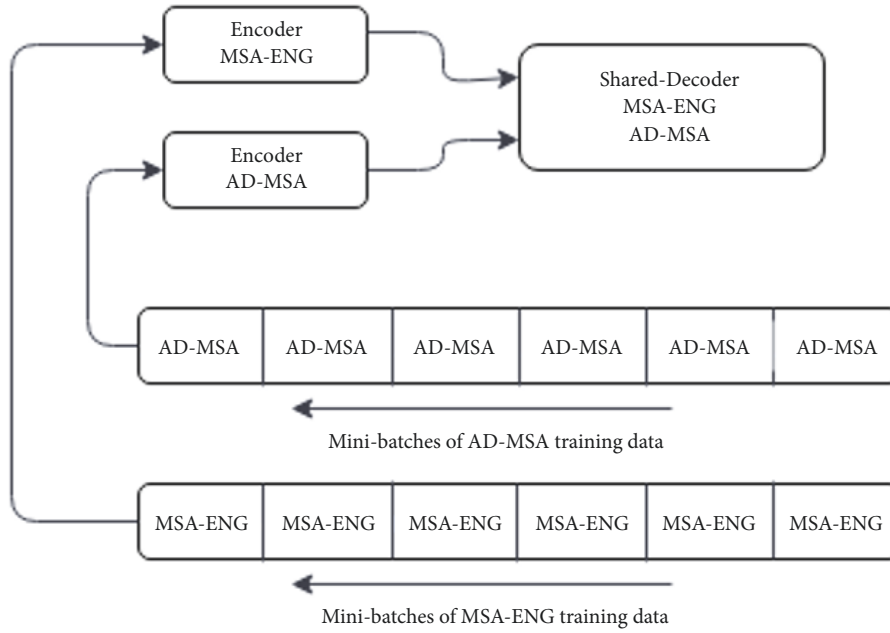 Encoder
MSA-ENG
Encoder
AD-MSA
Shared-Decoder
MSA-ENG
AD-MSA
AD-MSA AD-MSA AD-MSA AD-MSA AD-MSA AD-MSA
Mini-batches of AD-MSA training data
MSA-ENG MSA-ENG MSA-ENG MSA-ENG MSA-ENG MSA-ENG
Mini-batches of MSA-ENG training data